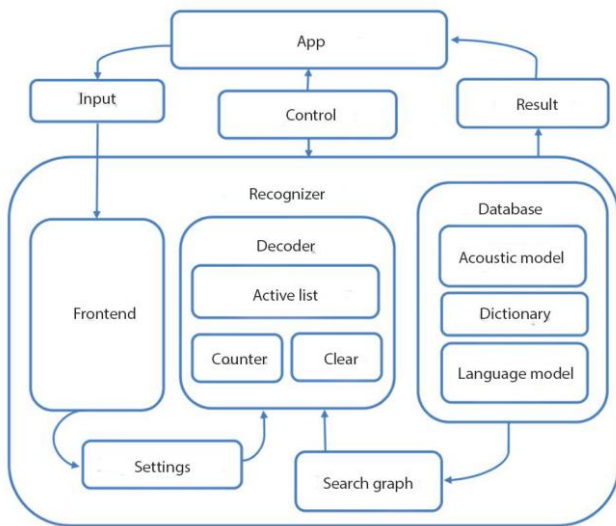 App
Input
Control
Result
Recognizer
Frontend
Decoder
Active list
Counter
Clear
Database
Acoustic model
Dictionary
Language model
Settings
Search graph